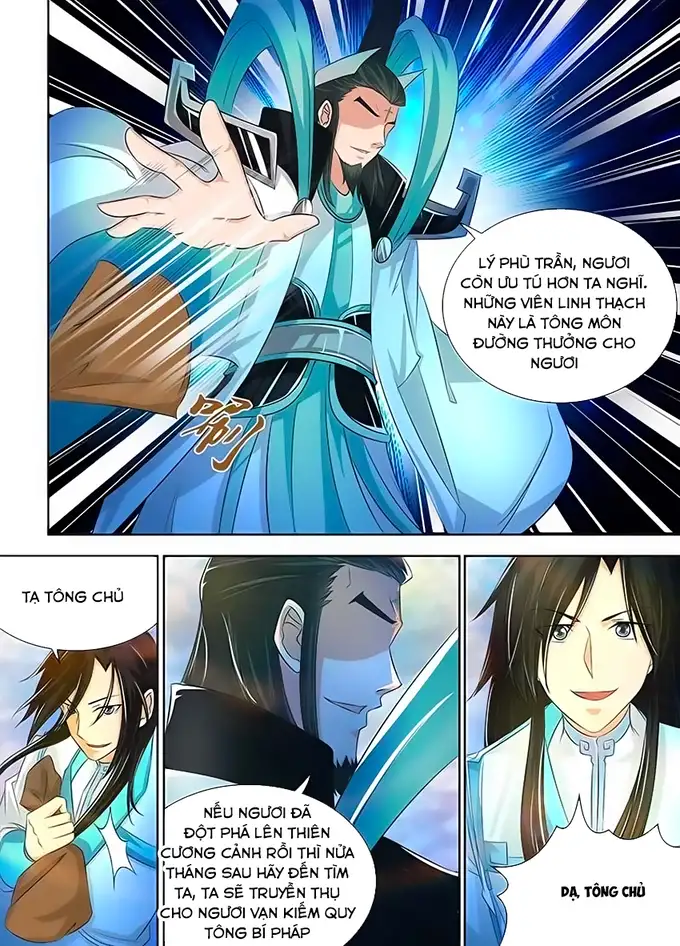 LÝ PHÙ TRẦN, NGƯƠI
CÒN ƯU TÚ HƠN TA NGHĨ.
NHỮNG VIÊN LINH THẠCH
NÀY LÀ TÔNG MÔN
ĐƯỜNG THƯỞNG CHO
NGƯƠI
唰
TẠ TÔNG CHỦ
NẾU NGƯƠI ĐÃ
ĐỘT PHÁ LÊN THIÊN
CƯƠNG CẢNH RỒI THÌ NỬA
THÁNG SAU HÃY ĐẾN TÌM
TA, TA SẼ TRUYỀN THỤ
CHO NGƯƠI VẠN KIẾM QUY
TÔNG BÍ PHÁP
DẠ, TÔNG CHỦ